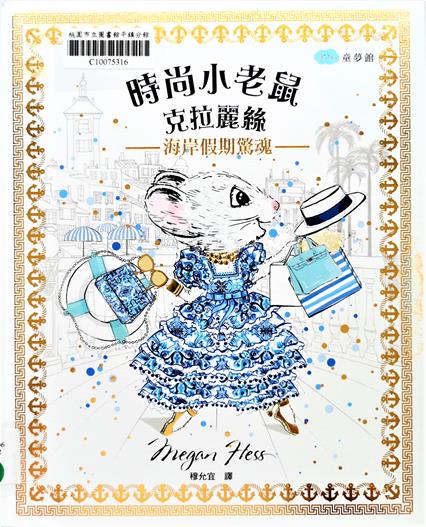 桃園市立圖書館平鎮分館
C10075316
童夢館
時尚小老鼠
克拉麗絲
海岸假期驚魂
Megan Hess
穆允宜 譯